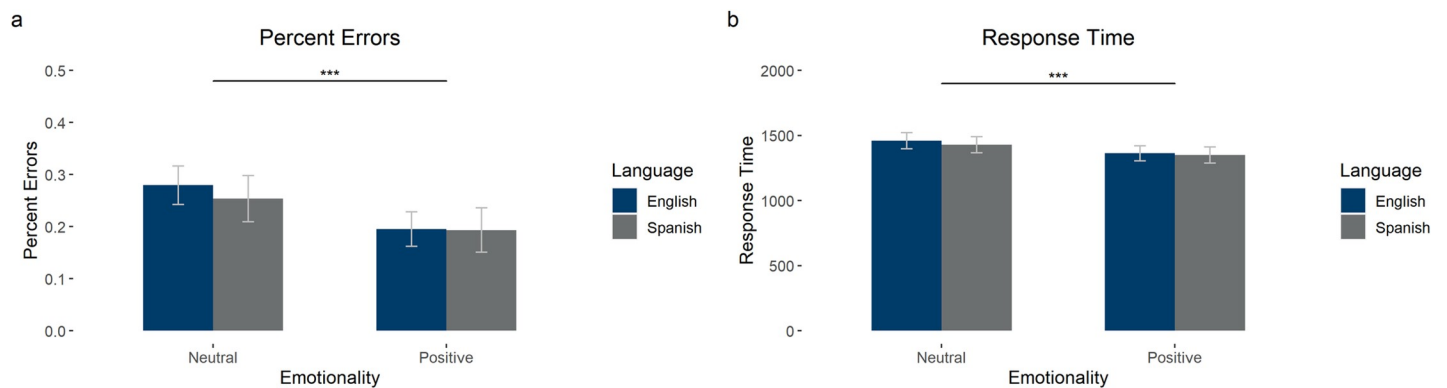 a
Percent Errors
0.5
0.4
0.3
0.2
0.1
0.0
Percent Errors
***
Neutral
Positive
Emotionality
Language
English
Spanish
b
Response Time
2000
1500
1000
500
0
Response Time
***
Neutral
Positive
Emotionality
Language
English
Spanish